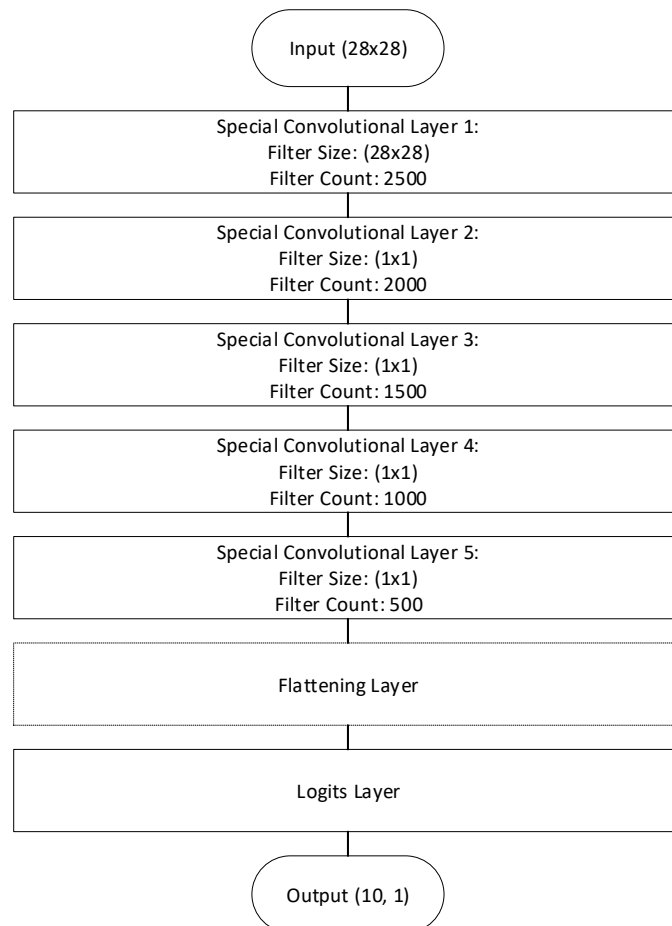 Input (28x28)
Special Convolutional Layer 1:
Filter Size: (28x28)
Filter Count: 2500
Special Convolutional Layer 2:
Filter Size: (1x1)
Filter Count: 2000
Special Convolutional Layer 3:
Filter Size: (1x1)
Filter Count: 1500
Special Convolutional Layer 4:
Filter Size: (1x1)
Filter Count: 1000
Special Convolutional Layer 5:
Filter Size: (1x1)
Filter Count: 500
Flattening Layer
Logits Layer
Output (10, 1)